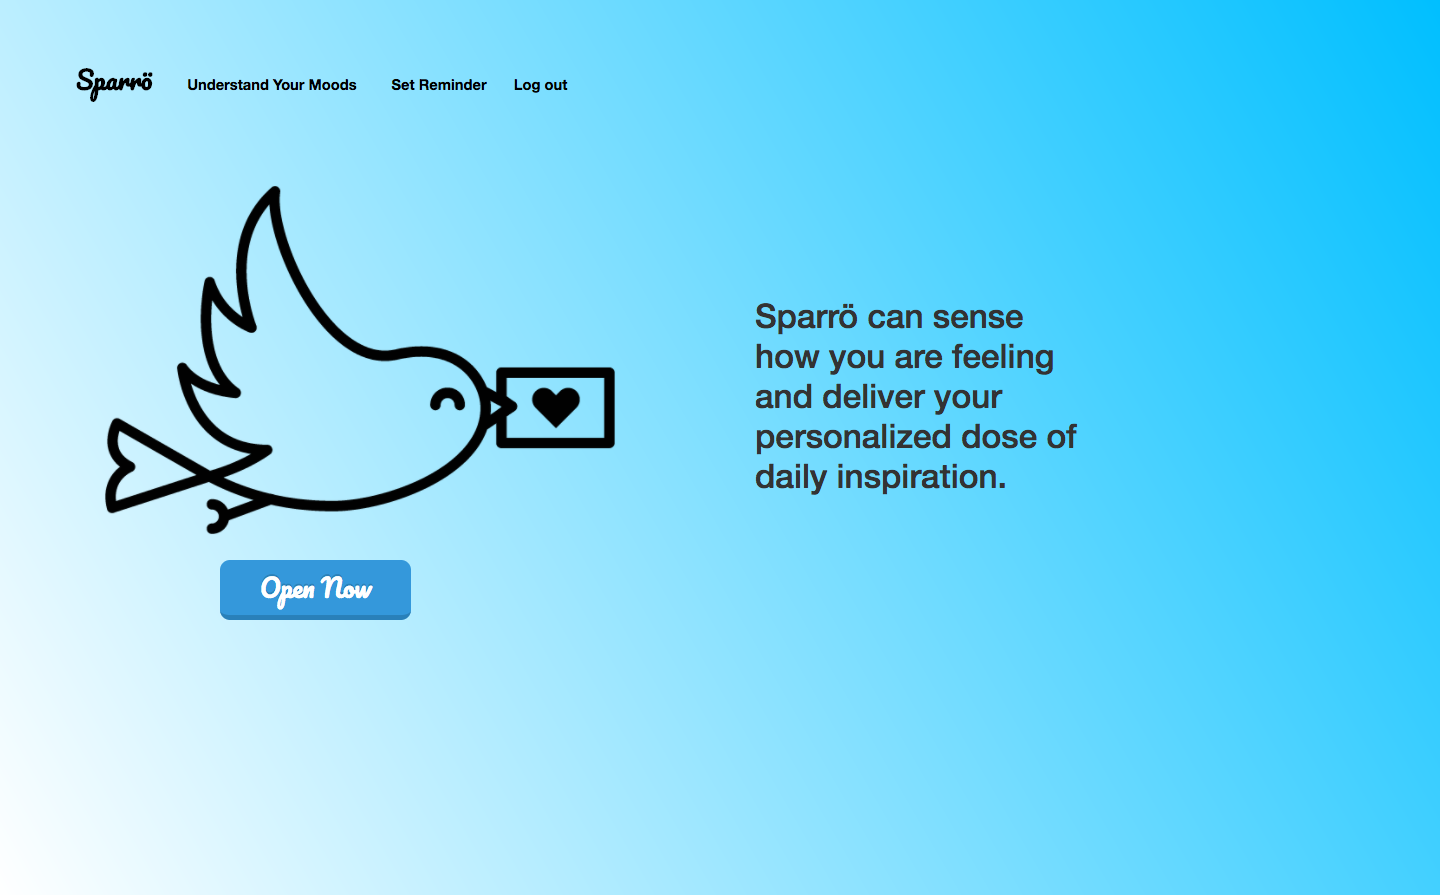 Sparrö Understand Your Moods Set Reminder Log out
Sparrö can sense
how you are feeling
and deliver your
personalized dose of
daily inspiration.
Open Now